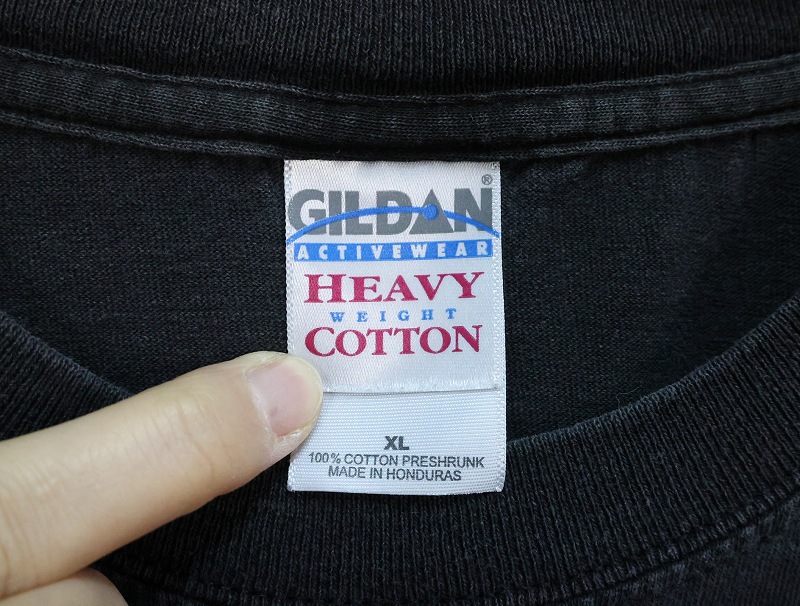 GILDAN®
ACTIVEWEAR
HEAVY
WEIGHT
COTTON
XL
100% COTTON PRESHRUNK
MADE IN HONDURAS